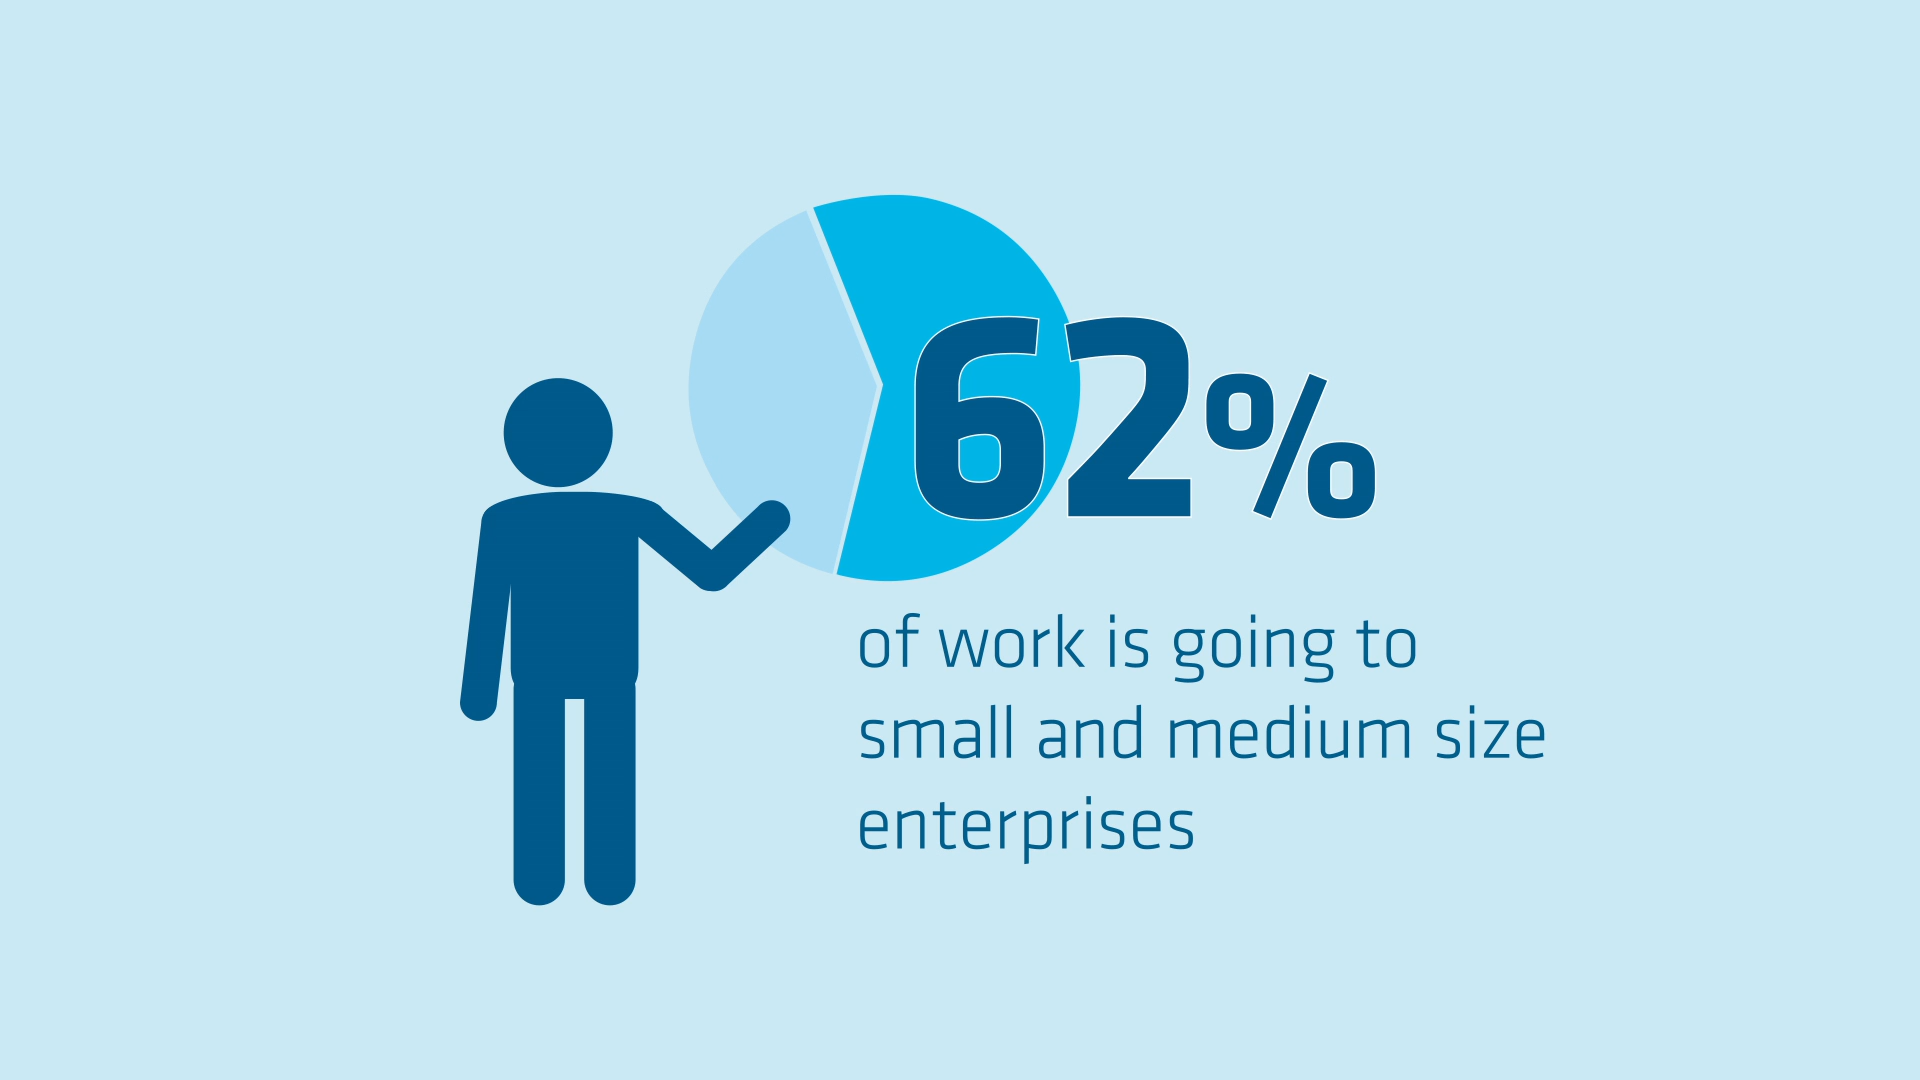 62%
of work is going to
small and medium size
enterprises